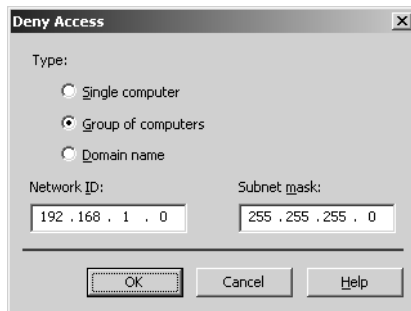 Deny Access
Type:
Single computer
Group of computers
Domain name
Network ID:
Subnet mask:
192 . 168 . 1 . 0
255 . 255 . 255 . 0
OK
Cancel
Help